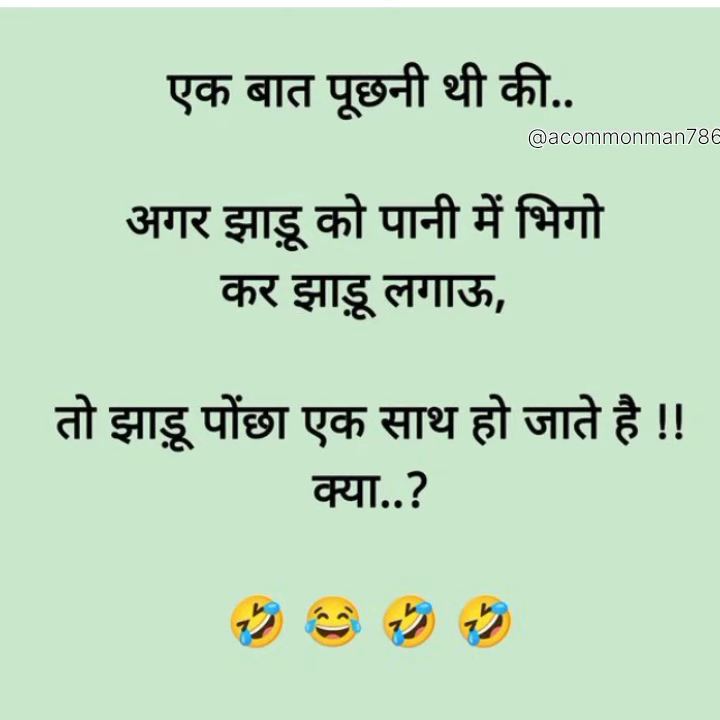 एक बात पूछनी थी की..
@acommonman786
अगर झाडू को पानी में भिगो
कर झाडू लगाऊ,
तो झाडू पोंछा एक साथ हो जाते है !!
क्या..?
🤣 😂 🤣 🤣